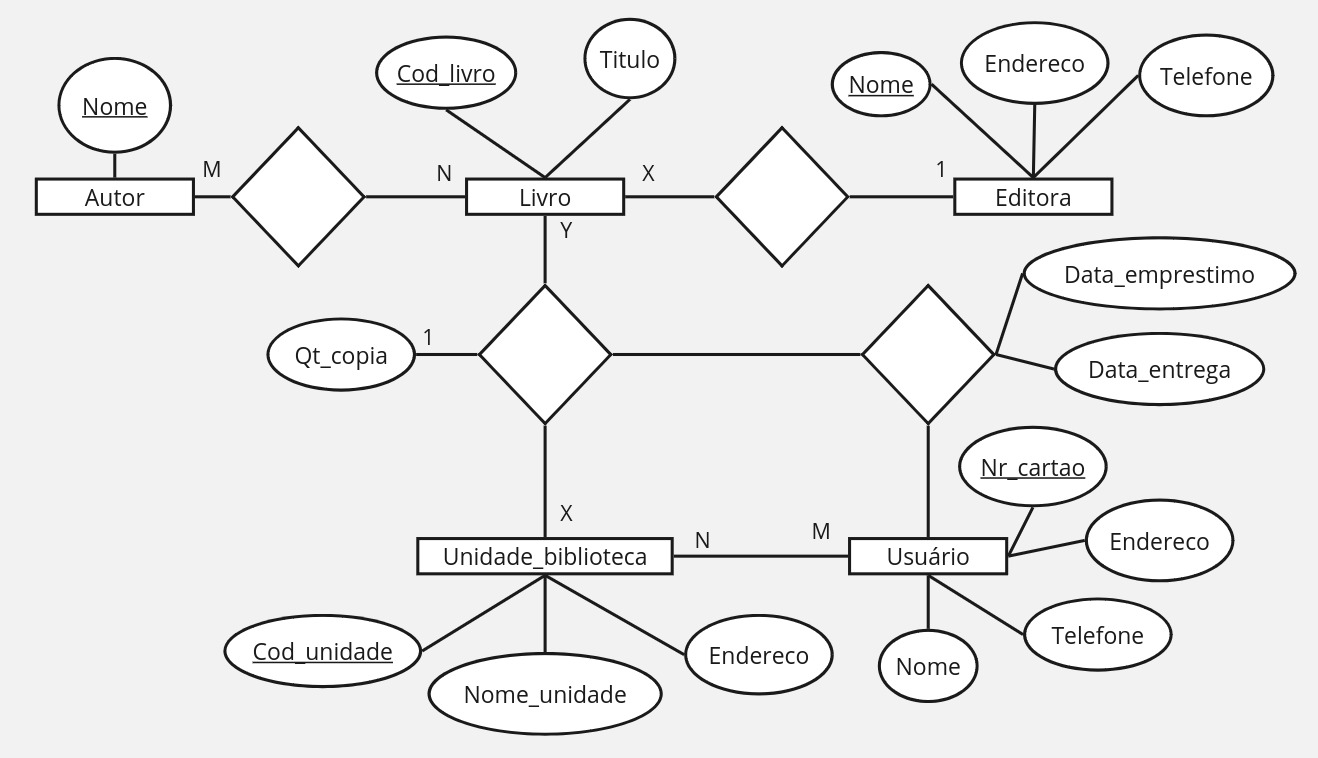 Nome
Cod_livro
Titulo
Nome
Endereco
Telefone
M
N
X
1
Autor
Livro
Editora
Y
Data_emprestimo
1
Qt_copia
Data_entrega
Nr_cartao
X
N
M
Endereco
Unidade_biblioteca
Usuário
Cod_unidade
Nome_unidade
Endereco
Nome
Telefone